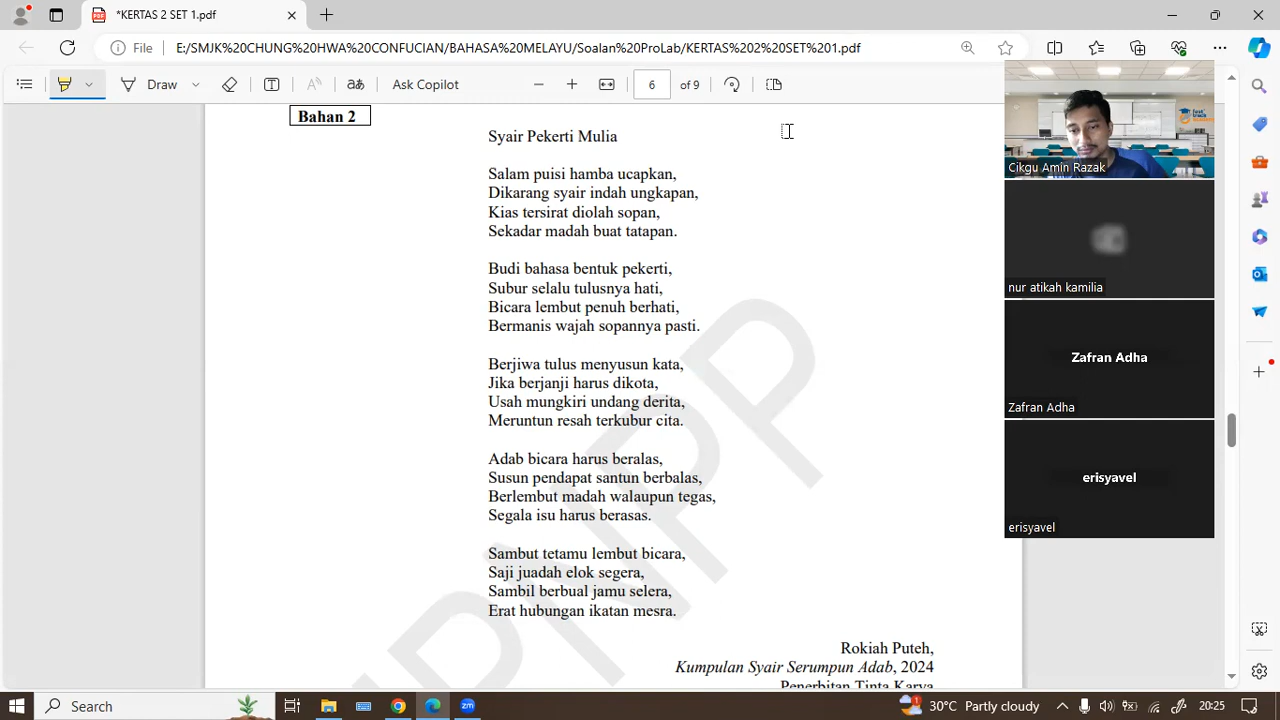 *KERTAS 2 SET 1.pdf
File
E:/SMJK%20CHUNG%20HWA%20CONFUCIAN/BAHASA%20MELAYU/Soalan%20ProLab/KERTAS%202%20SET%201.pdf
Draw
aあ
Ask Copilot
6
of 9
Bahan 2
Syair Pekerti Mulia
Salam puisi hamba ucapkan,
Dikarang syair indah ungkapan,
Kias tersirat diolah sopan,
Sekadar madah buat tatapan.
Budi bahasa bentuk pekerti,
Subur selalu tulusnya hati,
Bicara lembut penuh berhati,
Bermanis wajah sopannya pasti.
Berjiwa tulus menyusun kata,
Jika berjanji harus dikota,
Usah mungkiri undang derita,
Meruntun resah terkubur cita.
Adab bicara harus beralas,
Susun pendapat santun berbalas,
Berlembut madah walaupun tegas,
Segala isu harus berasas.
Sambut tetamu lembut bicara,
Saji juadah elok segera,
Sambil berbual jamu selera,
Erat hubungan ikatan mesra.
Rokiah Puteh,
Kumpulan Syair Serumpun Adab, 2024
Penerbitan Tinta Karya
Cikgu Amin Razak
nur atikah kamilia
Zafran Adha
Zafran Adha
erisyavel
erisyavel
Search
zm
1
30°C Partly cloudy
20:25